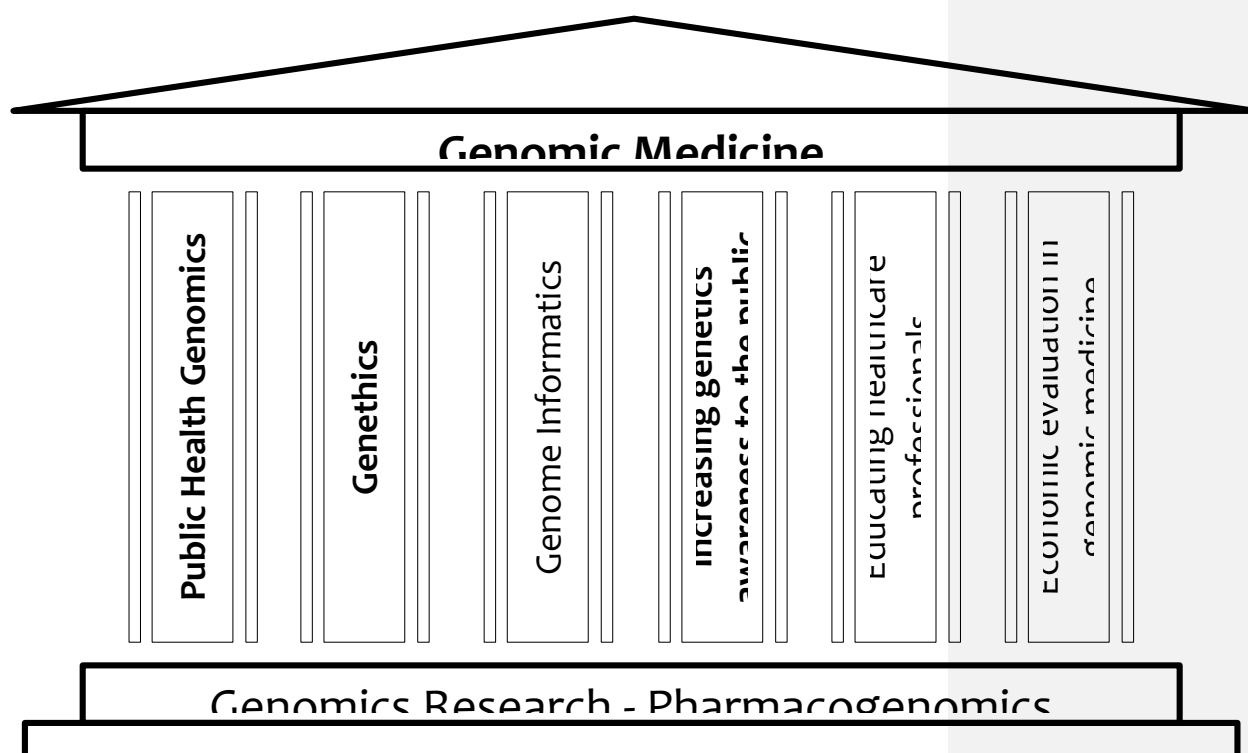 Genomic Medicine
Public Health Genomics
Genethics
Genome Informatics
Increasing genetics
awareness to the public
Educating healthcare
professionals
Economic evaluation in
genomic medicine
Genomics Research - Pharmacogenomics